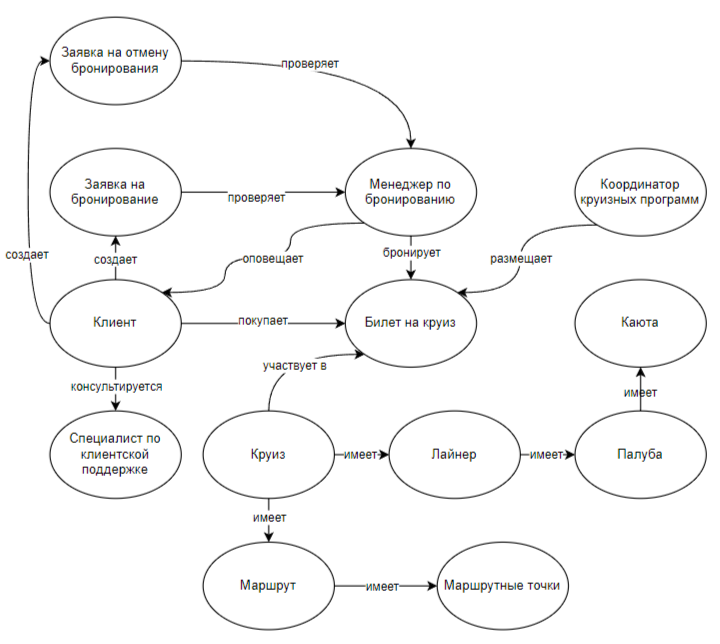 Заявка на отмену
бронирования
проверяет
Заявка на
бронирование
проверяет
Менеджер по
бронированию
Координатор
круизных программ
создает
создает
оповещает
бронирует
размещает
Клиент
покупает
Билет на круиз
Каюта
участвует в
консультируется
имеет
Специалист по
клиентской
поддержке
Круиз
имеет
Лайнер
имеет
Палуба
имеет
Маршрут
имеет
Маршрутные точки